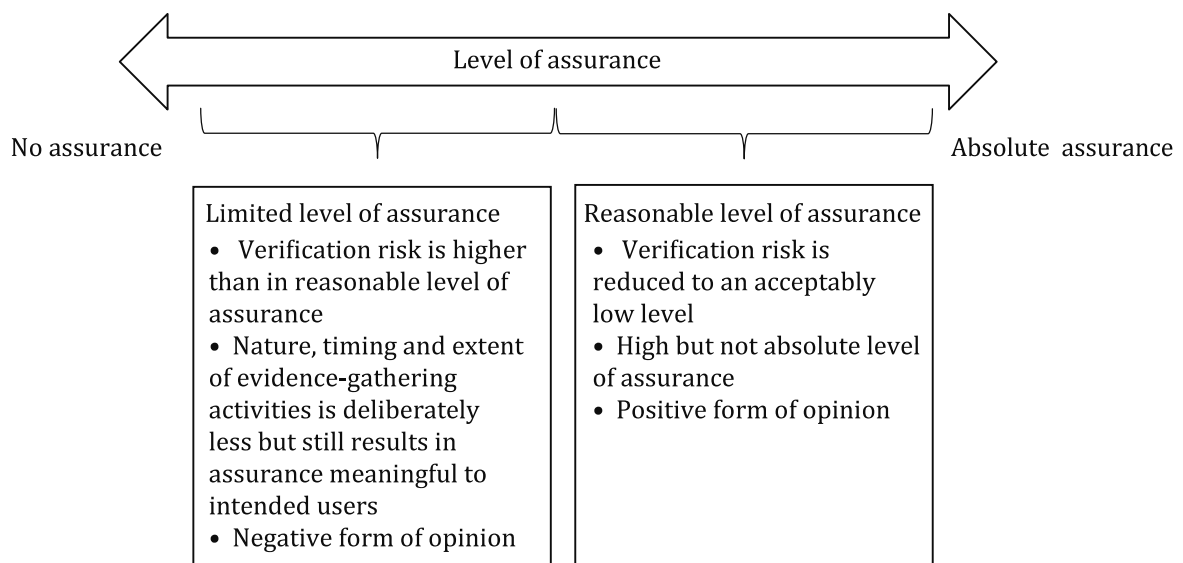 Level of assurance
No assurance
Absolute assurance
Limited level of assurance
• Verification risk is higher
than in reasonable level of
assurance
• Nature, timing and extent
of evidence-gathering
activities is deliberately
less but still results in
assurance meaningful to
intended users
• Negative form of opinion
Reasonable level of assurance
• Verification risk is
reduced to an acceptably
low level
• High but not absolute level
of assurance
• Positive form of opinion